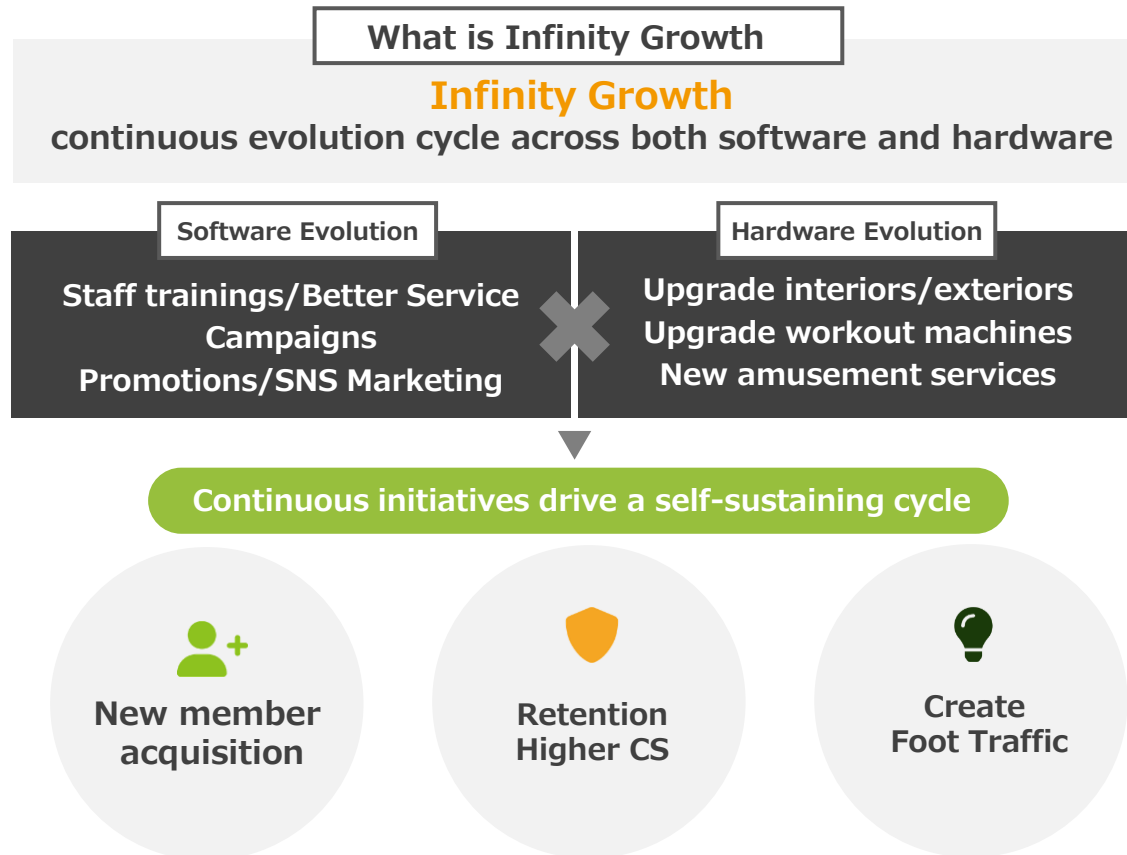 What is Infinity Growth
Infinity Growth
continuous evolution cycle across both software and hardware
Software Evolution
Staff trainings/Better Service
Campaigns
Promotions/SNS Marketing
Hardware Evolution
Upgrade interiors/exteriors
Upgrade workout machines
New amusement services
Continuous initiatives drive a self-sustaining cycle
New member
acquisition
Retention
Higher CS
Create
Foot Traffic